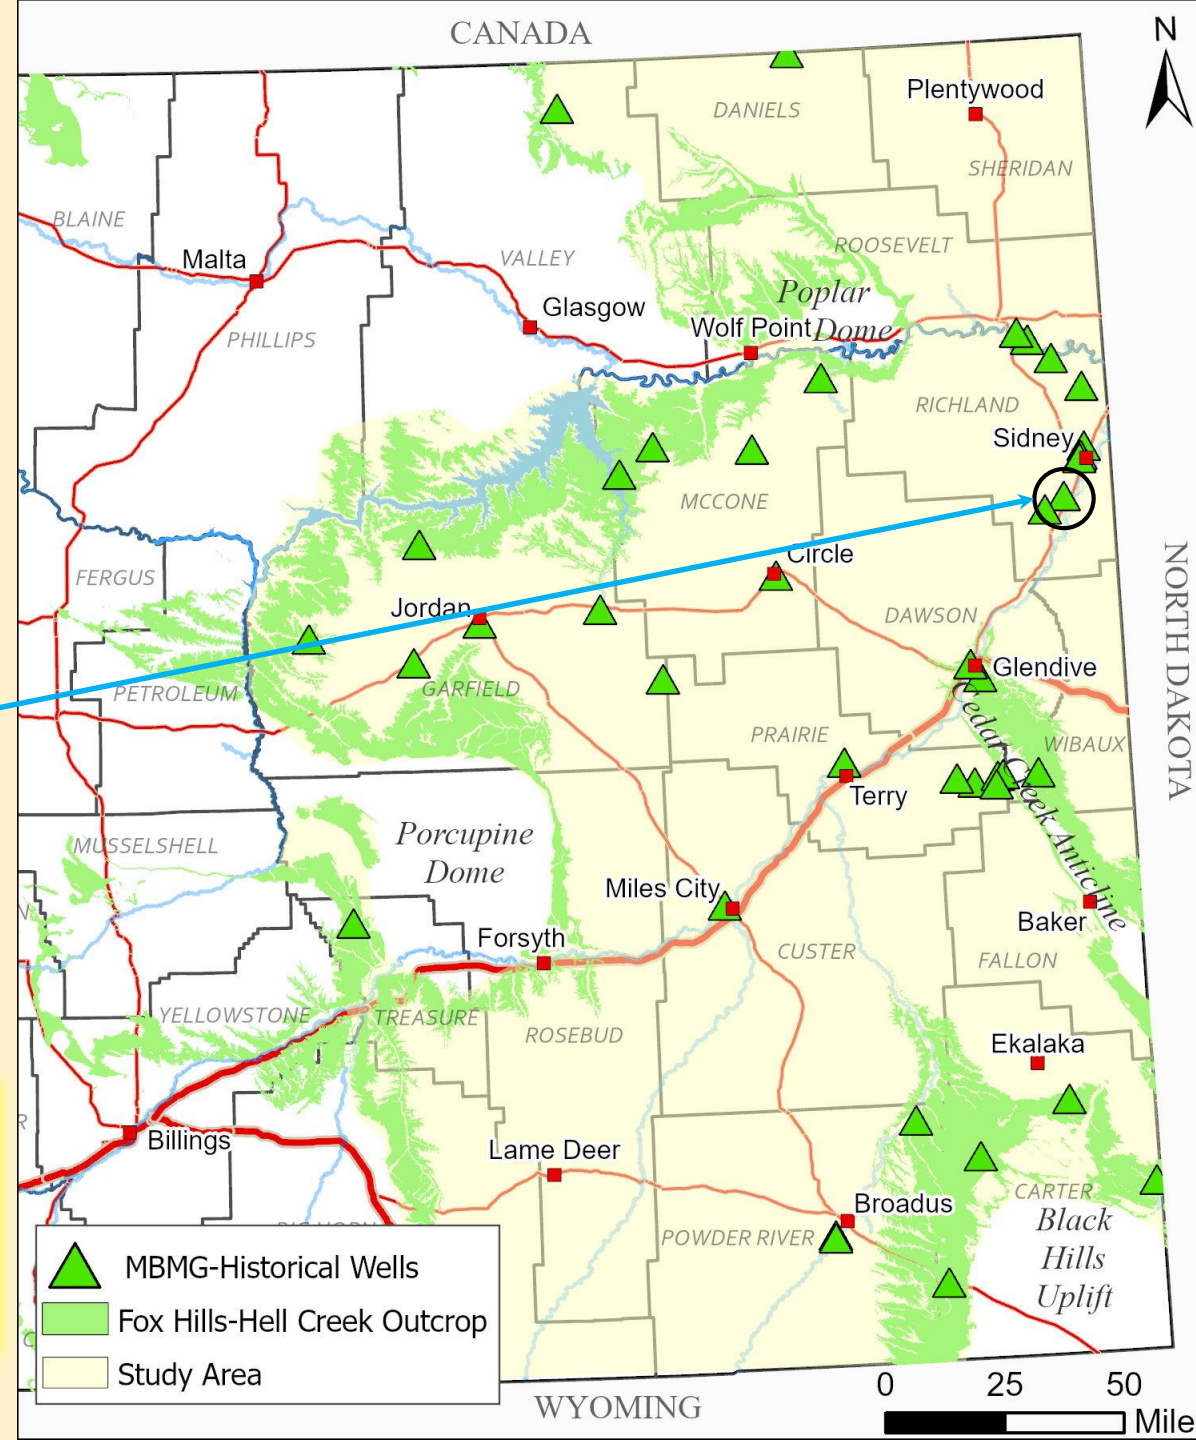 CANADA
N
Plentywood
DANIELS
SHERIDAN
BLAINE
ROOSEVELT
Malta
VALLEY
Poplar
Dome
Glasgow
Wolf Point
PHILLIPS
RICHLAND
Sidney
MCCONE
Circle
FERGUS
Jordan
DAWSON
NORTH DAKOTA
Glendive
PETROLEUM
GARFIELD
Cedar Creek Anticline
PRAIRIE
WIBAUX
Terry
Porcupine
Dome
MUSSELSHELL
Miles City
Baker
Forsyth
CUSTER
FALLON
YELLOWSTONE
TREASURE
ROSEBUD
Ekalaka
Billings
Lame Deer
CARTER
Broadus
Black
Hills
Uplift
POWDER RIVER
MBMG-Historical Wells
Fox Hills-Hell Creek Outcrop
Study Area
WYOMING
0 25 50
Mile